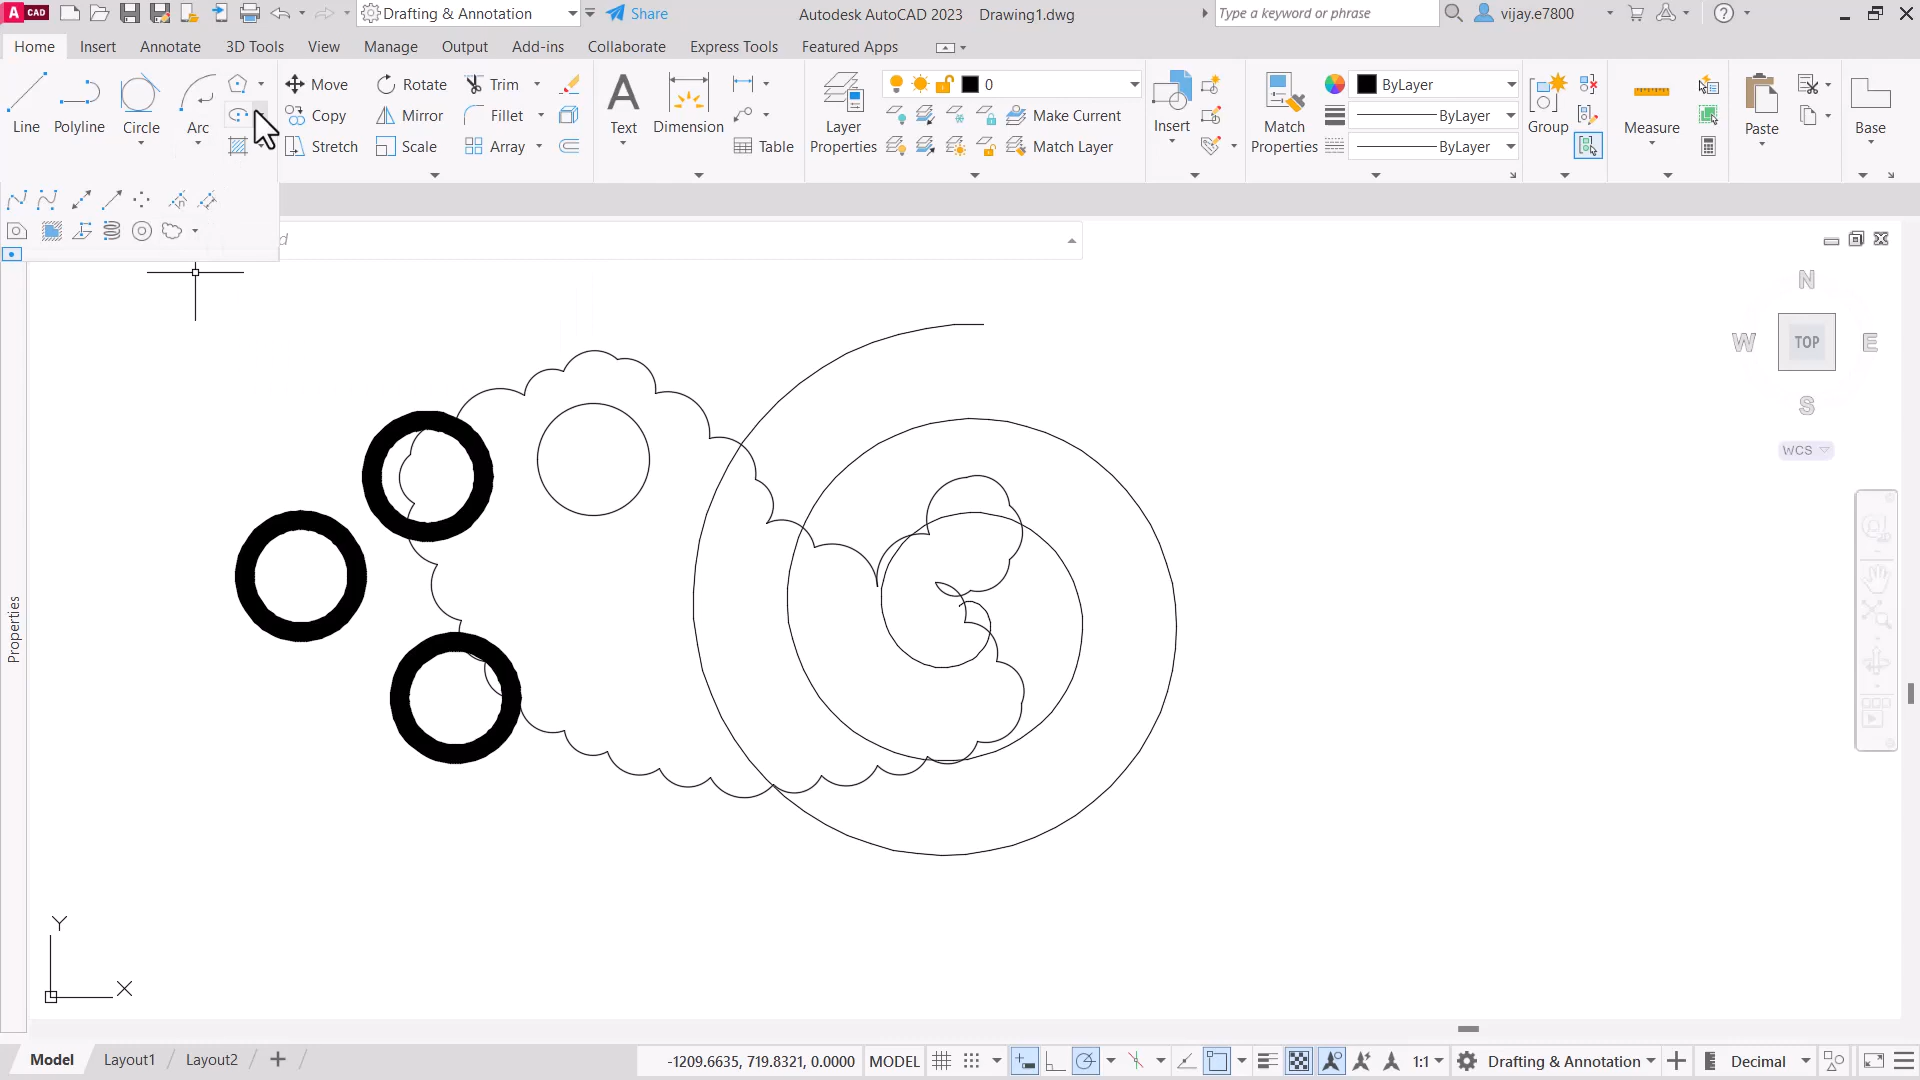 A CAD
Drafting & Annotation
Share
Autodesk AutoCAD 2023
Drawing1.dwg
Type a keyword or phrase
vijay.e7800
Home
Insert
Annotate
3D Tools
View
Manage
Output
Add-ins
Collaborate
Express Tools
Featured Apps
Line
Polyline
Circle
Arc
Move
Rotate
Trim
Copy
Mirror
Fillet
Stretch
Scale
Array
Text
Dimension
Table
Layer
Properties
0
Make Current
Match Layer
Insert
Match
Properties
ByLayer
ByLayer
ByLayer
Group
Measure
Paste
Base
d
N
W
TOP
E
S
WCS
Properties
Y
X
Model
Layout1
Layout2
-1209.6635, 719.8321, 0.0000
MODEL
1:1
Drafting & Annotation
Decimal